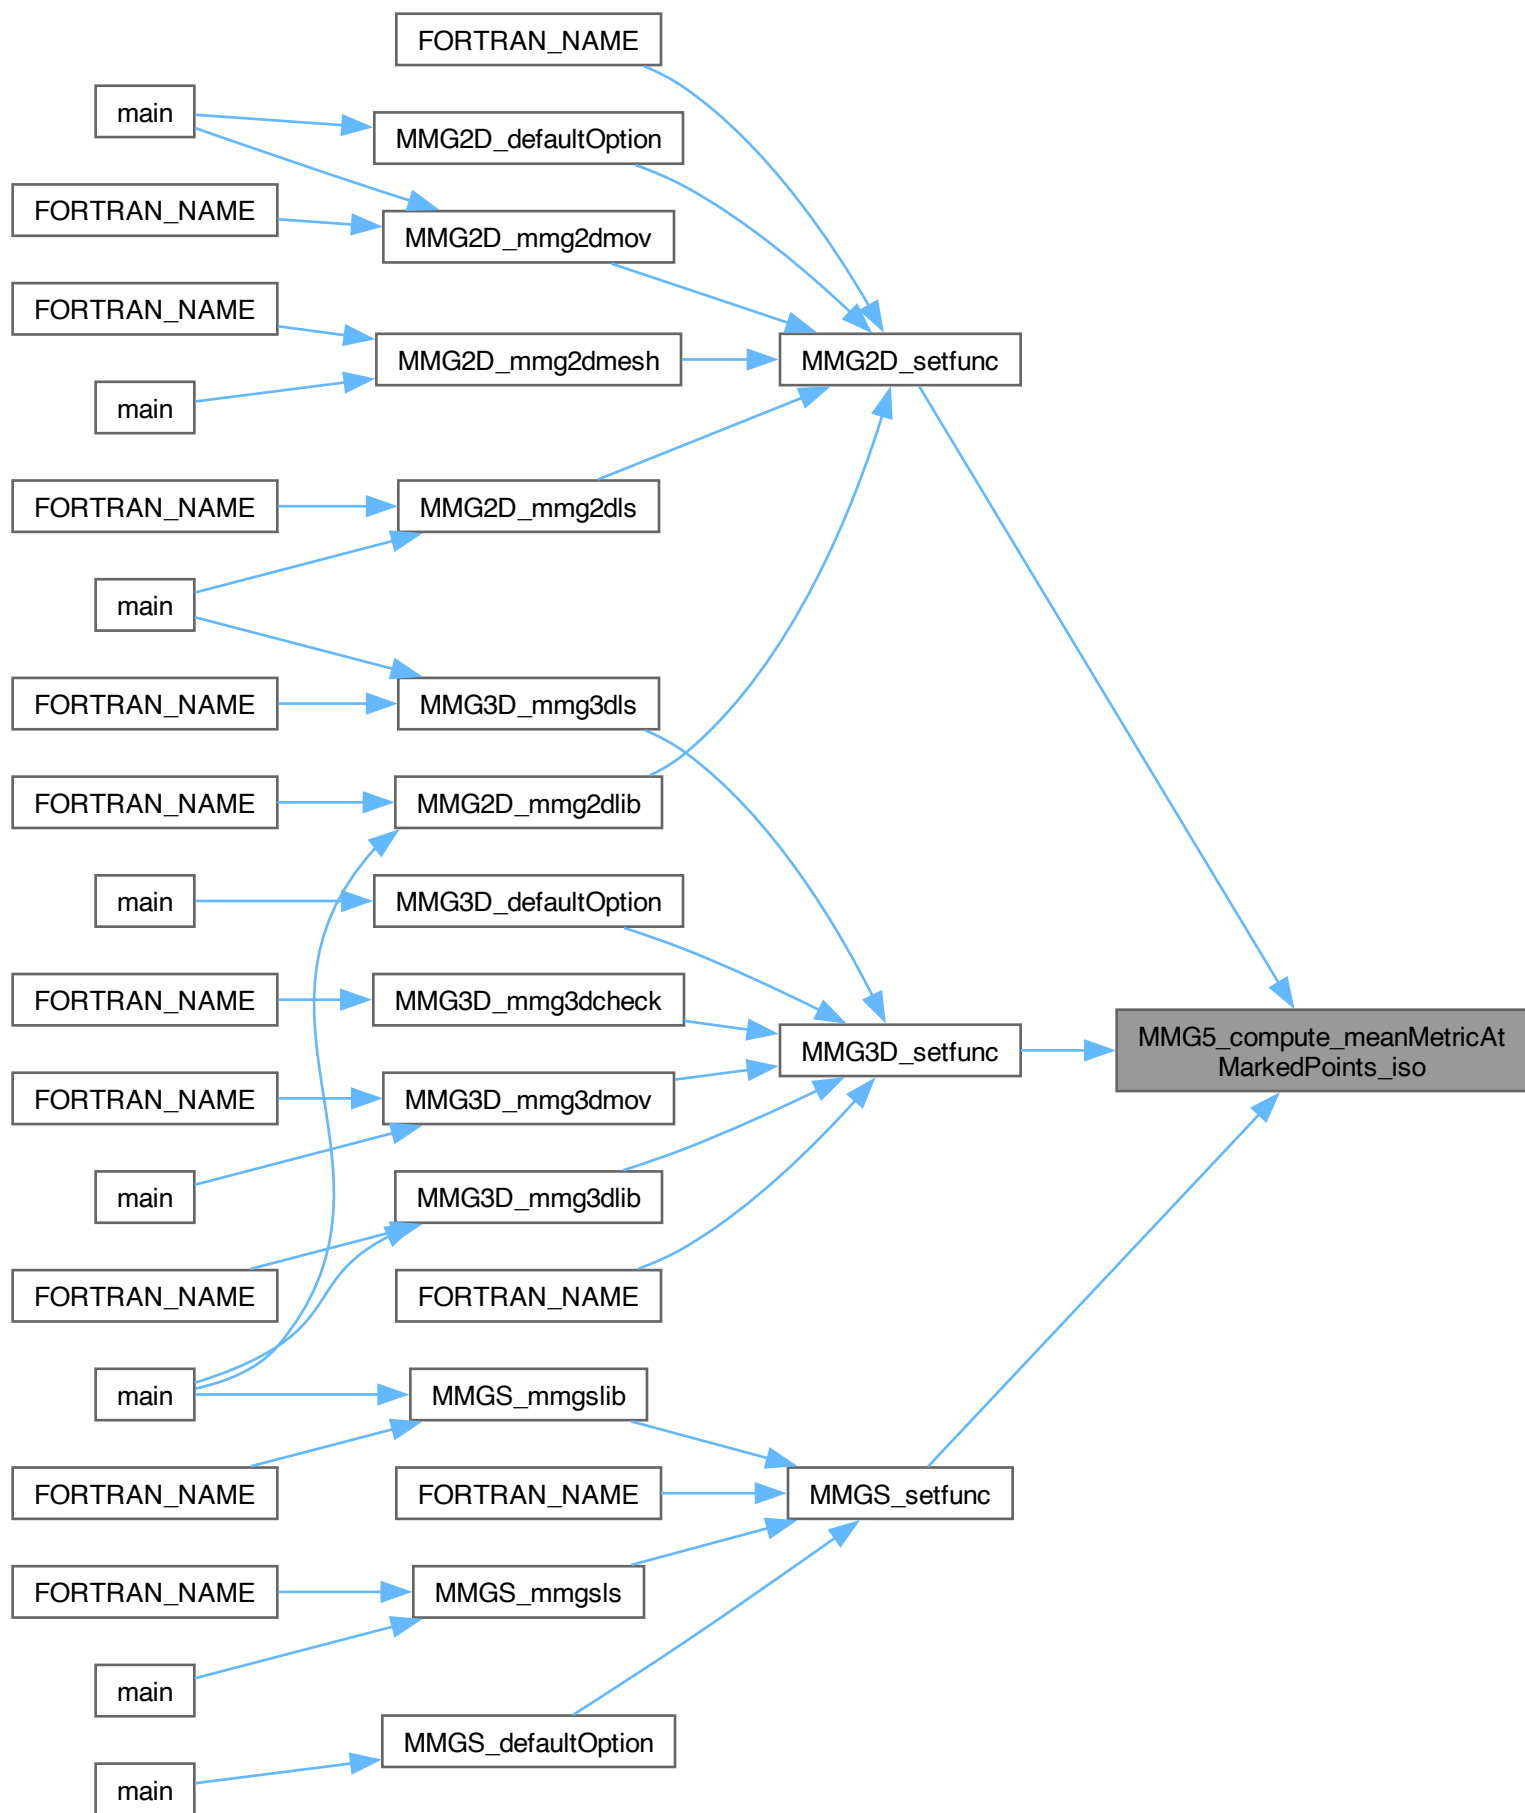 FORTRAN_NAME
main
MMG2D_defaultOption
FORTRAN_NAME
MMG2D_mmg2dmov
FORTRAN_NAME
MMG2D_mmg2dmesh
MMG2D_setfunc
main
FORTRAN_NAME
MMG2D_mmg2dls
main
FORTRAN_NAME
MMG3D_mmg3dls
FORTRAN_NAME
MMG2D_mmg2dlib
main
MMG3D_defaultOption
FORTRAN_NAME
MMG3D_mmg3dcheck
MMG3D_setfunc
MMG5_compute_meanMetricAt
MarkedPoints_iso
FORTRAN_NAME
MMG3D_mmg3dmov
main
MMG3D_mmg3dlib
FORTRAN_NAME
FORTRAN_NAME
main
MMGS_mmgslib
FORTRAN_NAME
FORTRAN_NAME
MMGS_setfunc
FORTRAN_NAME
MMGS_mmgsls
main
MMGS_defaultOption
main